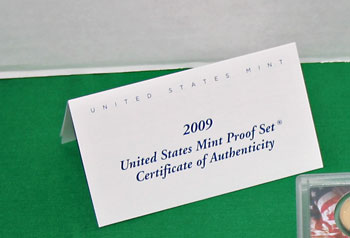 UNITED STATES MINT
2009
United States Mint Proof Set®
Certificate of Authenticity